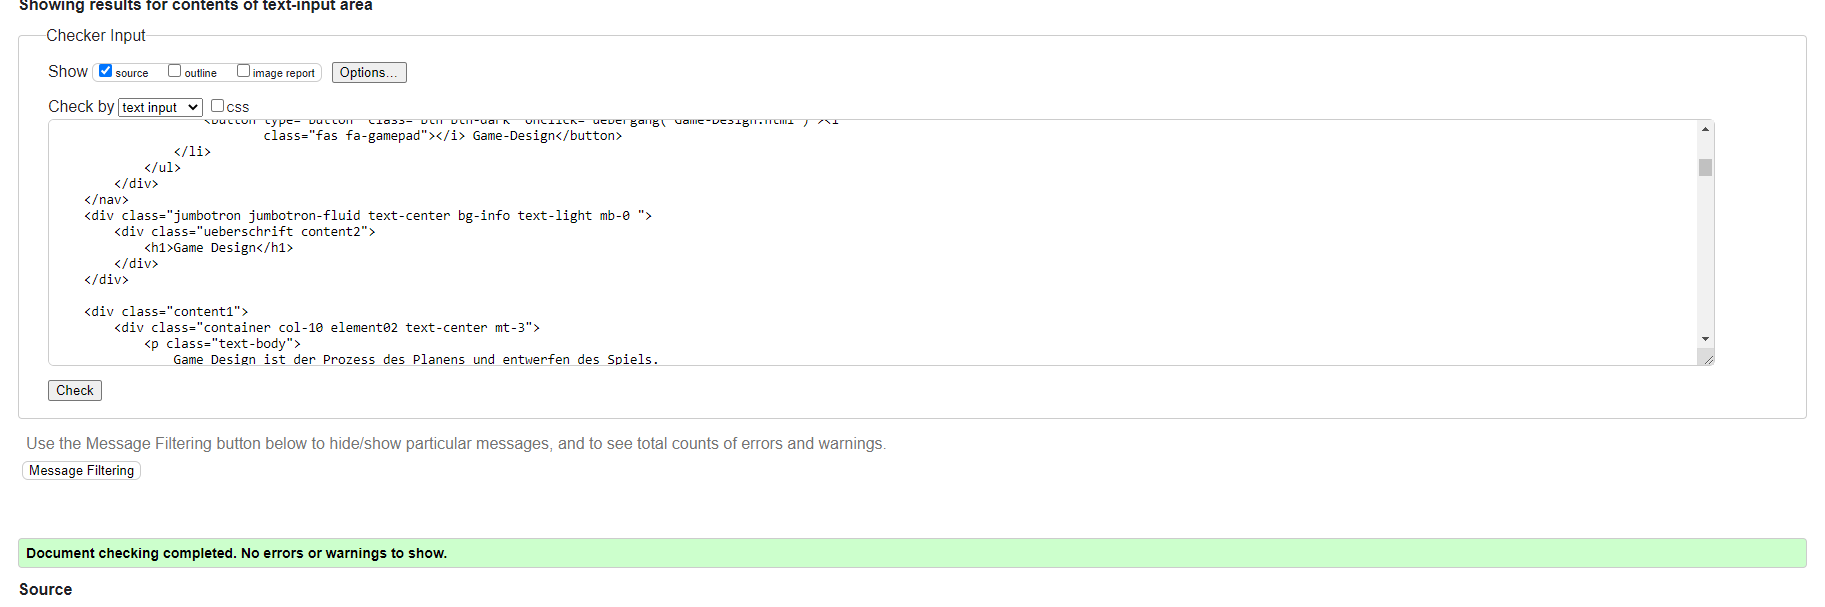 Showing results for contents of text-input area
Checker Input
Show source outline image report Options...
Check by text input css
<button type="button" class="btn btn-dark" onclick="uebergang('Game-Design.html')"><i
class="fas fa-gamepad"></i> Game-Design</button>
</li>
</ul>
</div>
</nav>
<div class="jumbotron jumbotron-fluid text-center bg-info text-light mb-0 ">
<div class="ueberschrift content2">
<h1>Game Design</h1>
</div>
</div>
<div class="content1">
<div class="container col-10 element02 text-center mt-3">
<p class="text-body">
Game Design ist der Prozess des Planens und entwerfen des Spiels.
Check
Use the Message Filtering button below to hide/show particular messages, and to see total counts of errors and warnings.
Message Filtering
Document checking completed. No errors or warnings to show.
Source